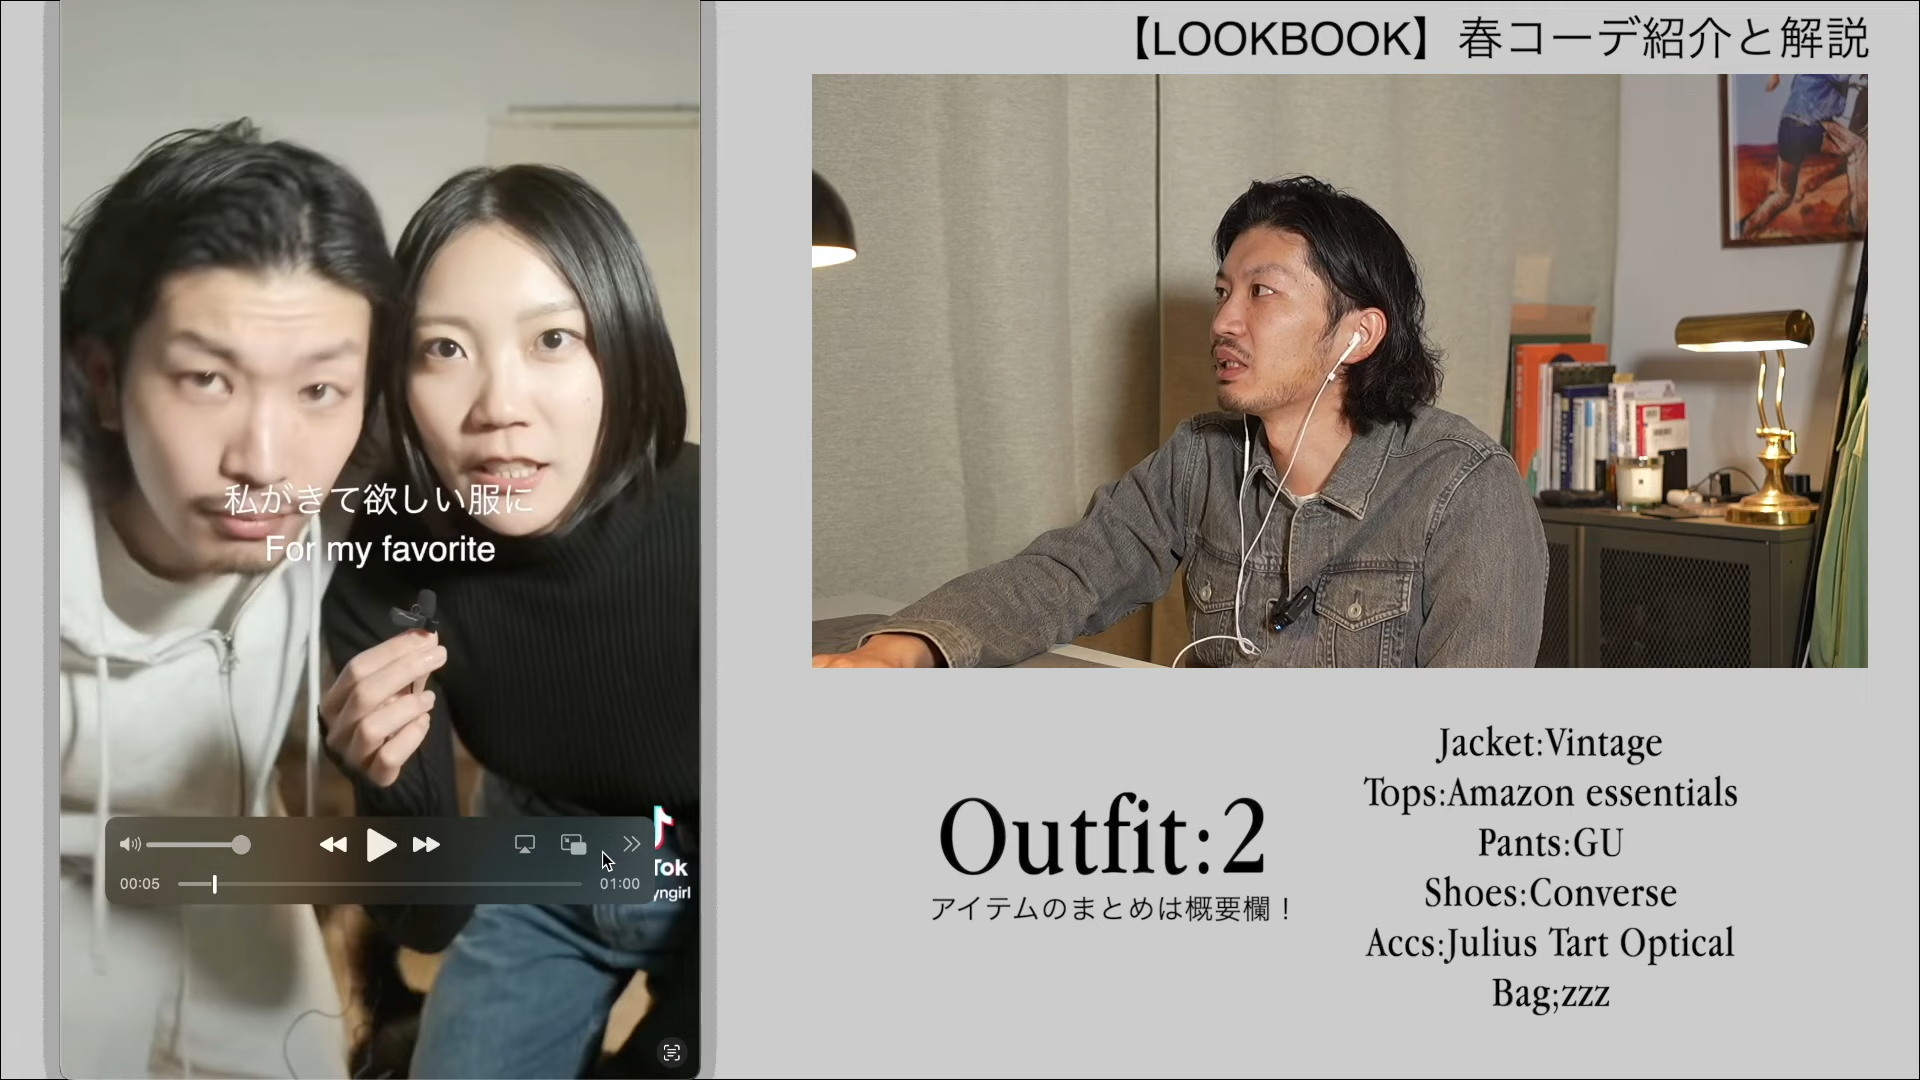 【LOOKBOOK】春コーデ紹介と解説
私がきて欲しい服に
For my favorite
00:05
01:00
Tok
yngirl
Outfit:2
アイテムのまとめは概要欄！
Jacket:Vintage
Tops:Amazon essentials
Pants:GU
Shoes:Converse
Accs:Julius Tart Optical
Bag;zzz